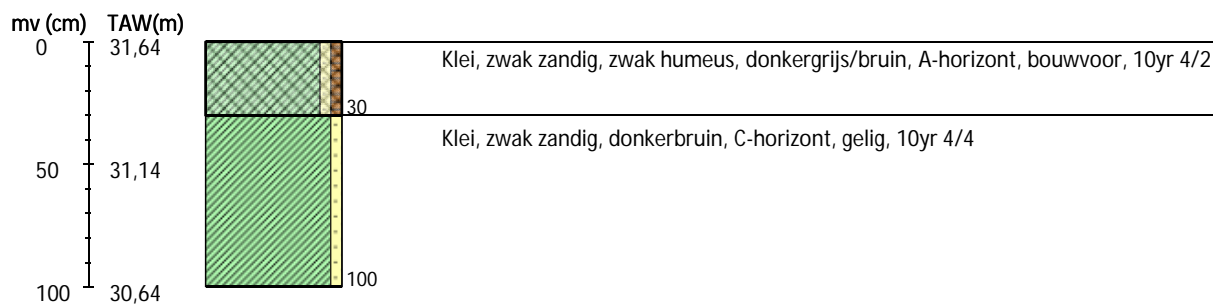 mv (cm) TAW(m)
0 31,64
Klei, zwak zandig, zwak humeus, donkergrijs/bruin, A-horizont, bouwvoor, 10yr 4/2
30
Klei, zwak zandig, donkerbruin, C-horizont, gelig, 10yr 4/4
50 31,14
100
100 30,64